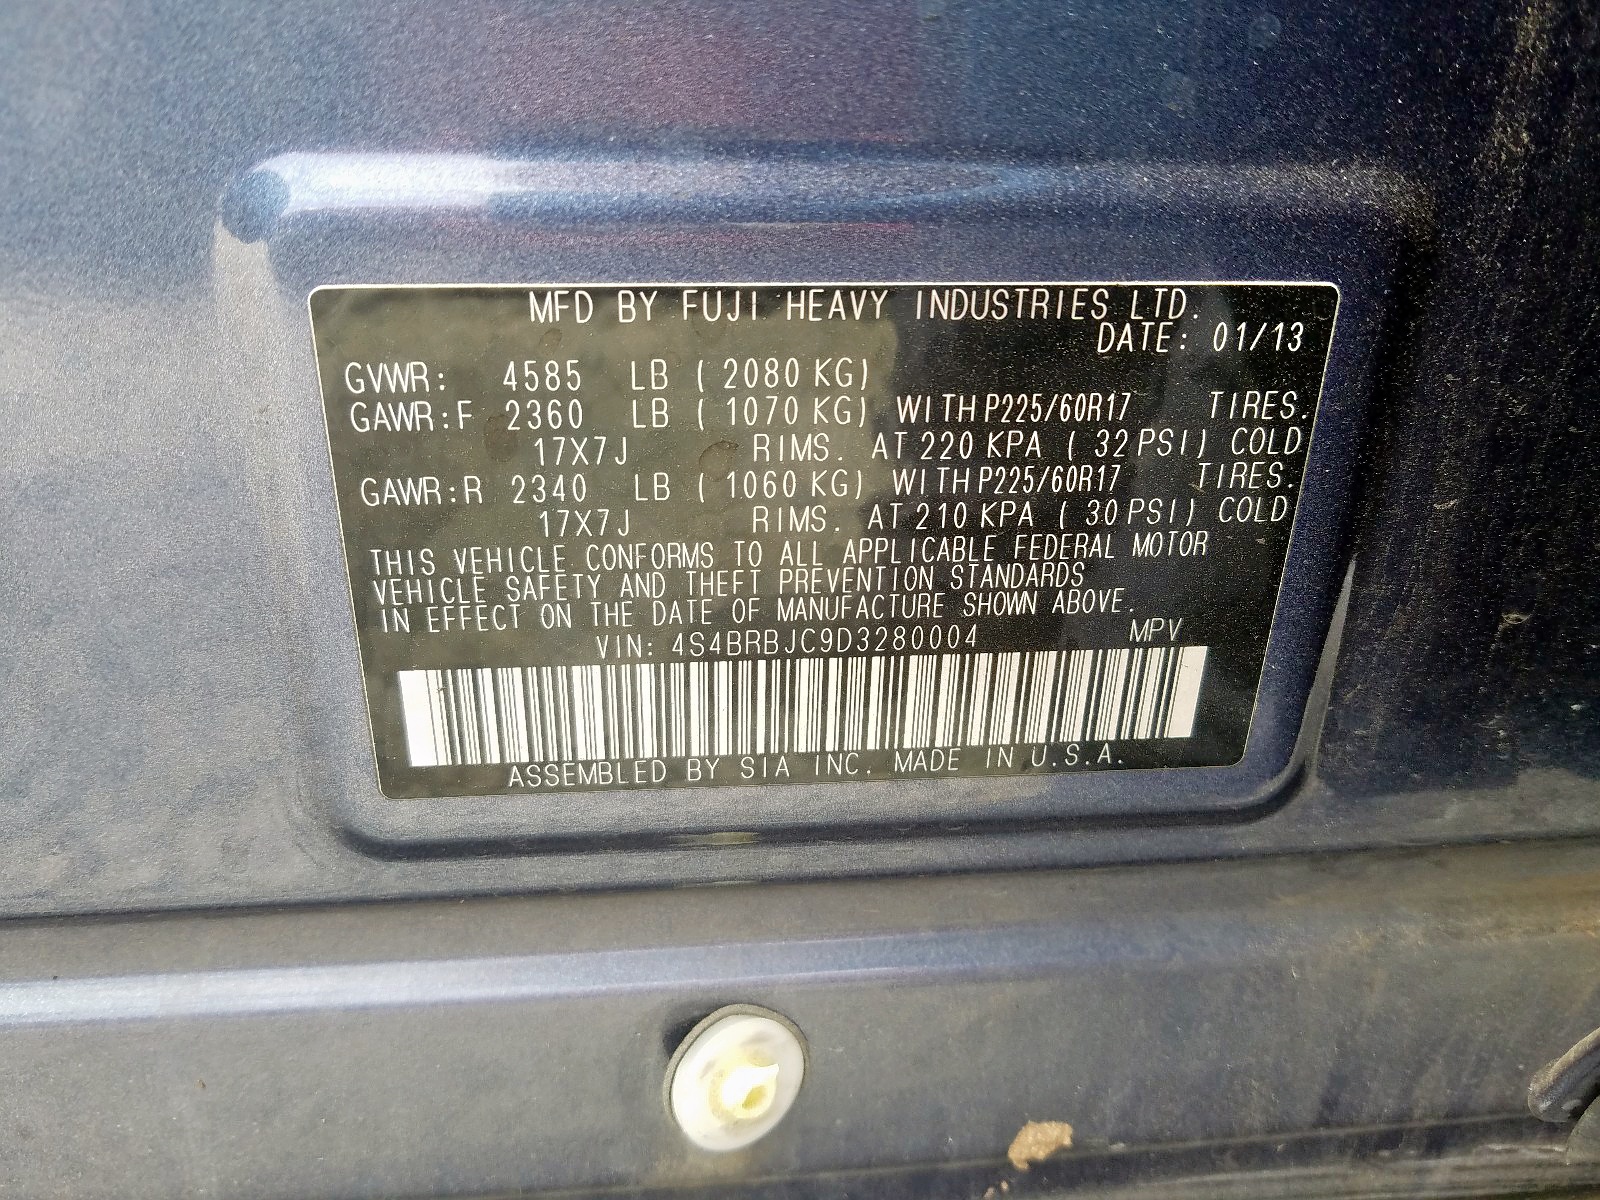 MFD BY FUJI HEAVY INDUSTRIES LTD.
DATE: 01/13
GVWR: 4585 LB (2080 KG)
GAWR:F 2360 LB (1070 KG) WITH P225/60R17 TIRES.
17X7J RIMS. AT 220 KPA (32 PSI) COLD
GAWR:R 2340 LB (1060 KG) WITH P225/60R17 TIRES.
17X7J RIMS. AT 210 KPA (30 PSI) COLD
THIS VEHICLE CONFORMS TO ALL APPLICABLE FEDERAL MOTOR
VEHICLE SAFETY AND THEFT PREVENTION STANDARDS
IN EFFECT ON THE DATE OF MANUFACTURE SHOWN ABOVE.
VIN: 4S4BRBJC9D3280004 MPV
ASSEMBLED BY SIA INC. MADE IN U.S.A.